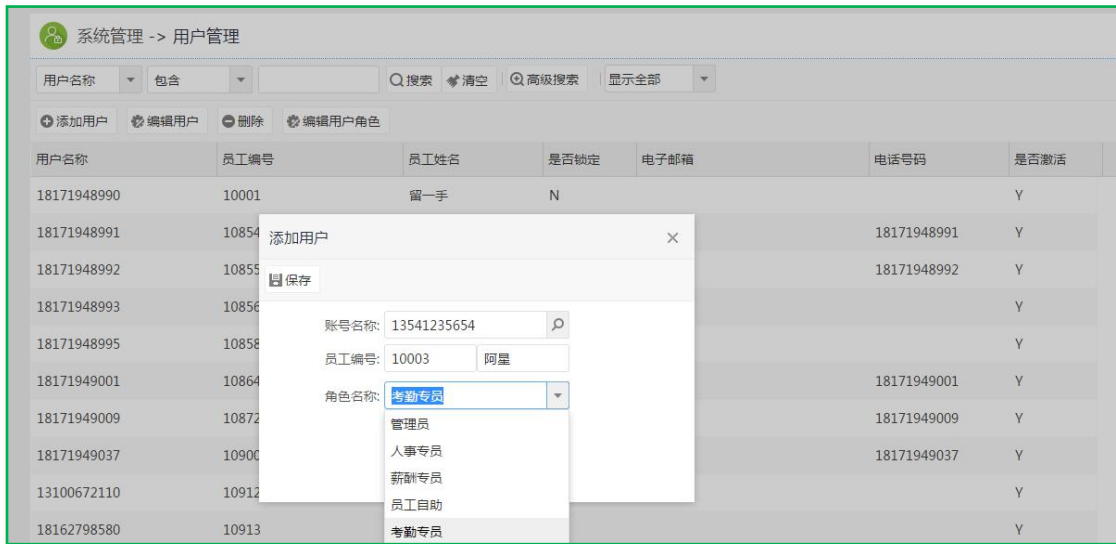 系统管理 -> 用户管理
用户名称 包含 搜索 清空 高级搜索 显示全部
添加用户 编辑用户 删除 编辑用户角色
用户名称 员工编号 员工姓名 是否锁定 电子邮箱 电话号码 是否激活
18171948990 10001 留一手 N Y
18171948991 10854 18171948991 Y
18171948992 10855 18171948992 Y
18171948993 10856 Y
18171948995 10858 Y
18171949001 10864 18171949001 Y
18171949009 10872 18171949009 Y
18171949037 10900 18171949037 Y
13100672110 10912 Y
18162798580 10913 Y
添加用户
保存
账号名称: 13541235654
员工编号: 10003 阿星
角色名称: 考勤专员
管理员
人事专员
薪酬专员
员工自助
考勤专员